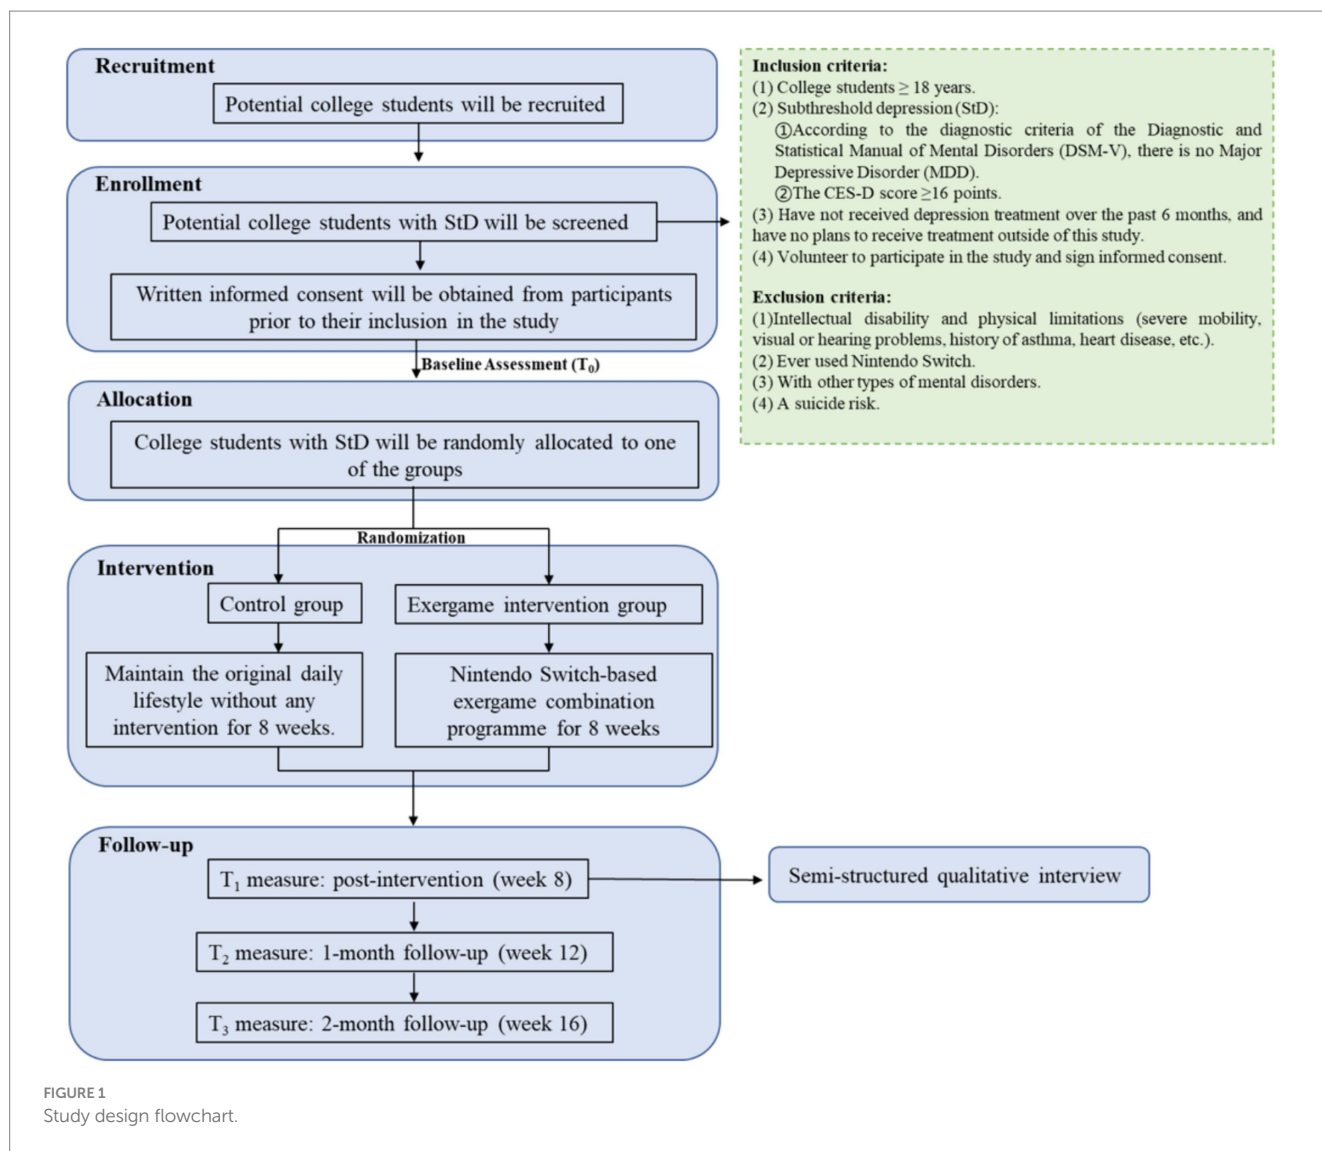 Recruitment
Potential college students will be recruited
Enrollment
Potential college students with StD will be screened
Written informed consent will be obtained from participants
prior to their inclusion in the study
Baseline Assessment (T₀)
Allocation
College students with StD will be randomly allocated to one
of the groups
Randomization
Intervention
Control group
Maintain the original daily
lifestyle without any
intervention for 8 weeks.
Exergame intervention group
Nintendo Switch-based
exergame combination
programme for 8 weeks
Follow-up
T₁ measure: post-intervention (week 8)
T₂ measure: 1-month follow-up (week 12)
T₃ measure: 2-month follow-up (week 16)
Semi-structured qualitative interview
Inclusion criteria:
(1) College students ≥ 18 years.
(2) Subthreshold depression (StD):
①According to the diagnostic criteria of the Diagnostic and
Statistical Manual of Mental Disorders (DSM-V), there is no Major
Depressive Disorder (MDD).
②The CES-D score ≥16 points.
(3) Have not received depression treatment over the past 6 months, and
have no plans to receive treatment outside of this study.
(4) Volunteer to participate in the study and sign informed consent.
Exclusion criteria:
(1)Intellectual disability and physical limitations (severe mobility,
visual or hearing problems, history of asthma, heart disease, etc.).
(2) Ever used Nintendo Switch.
(3) With other types of mental disorders.
(4) A suicide risk.
FIGURE 1
Study design flowchart.